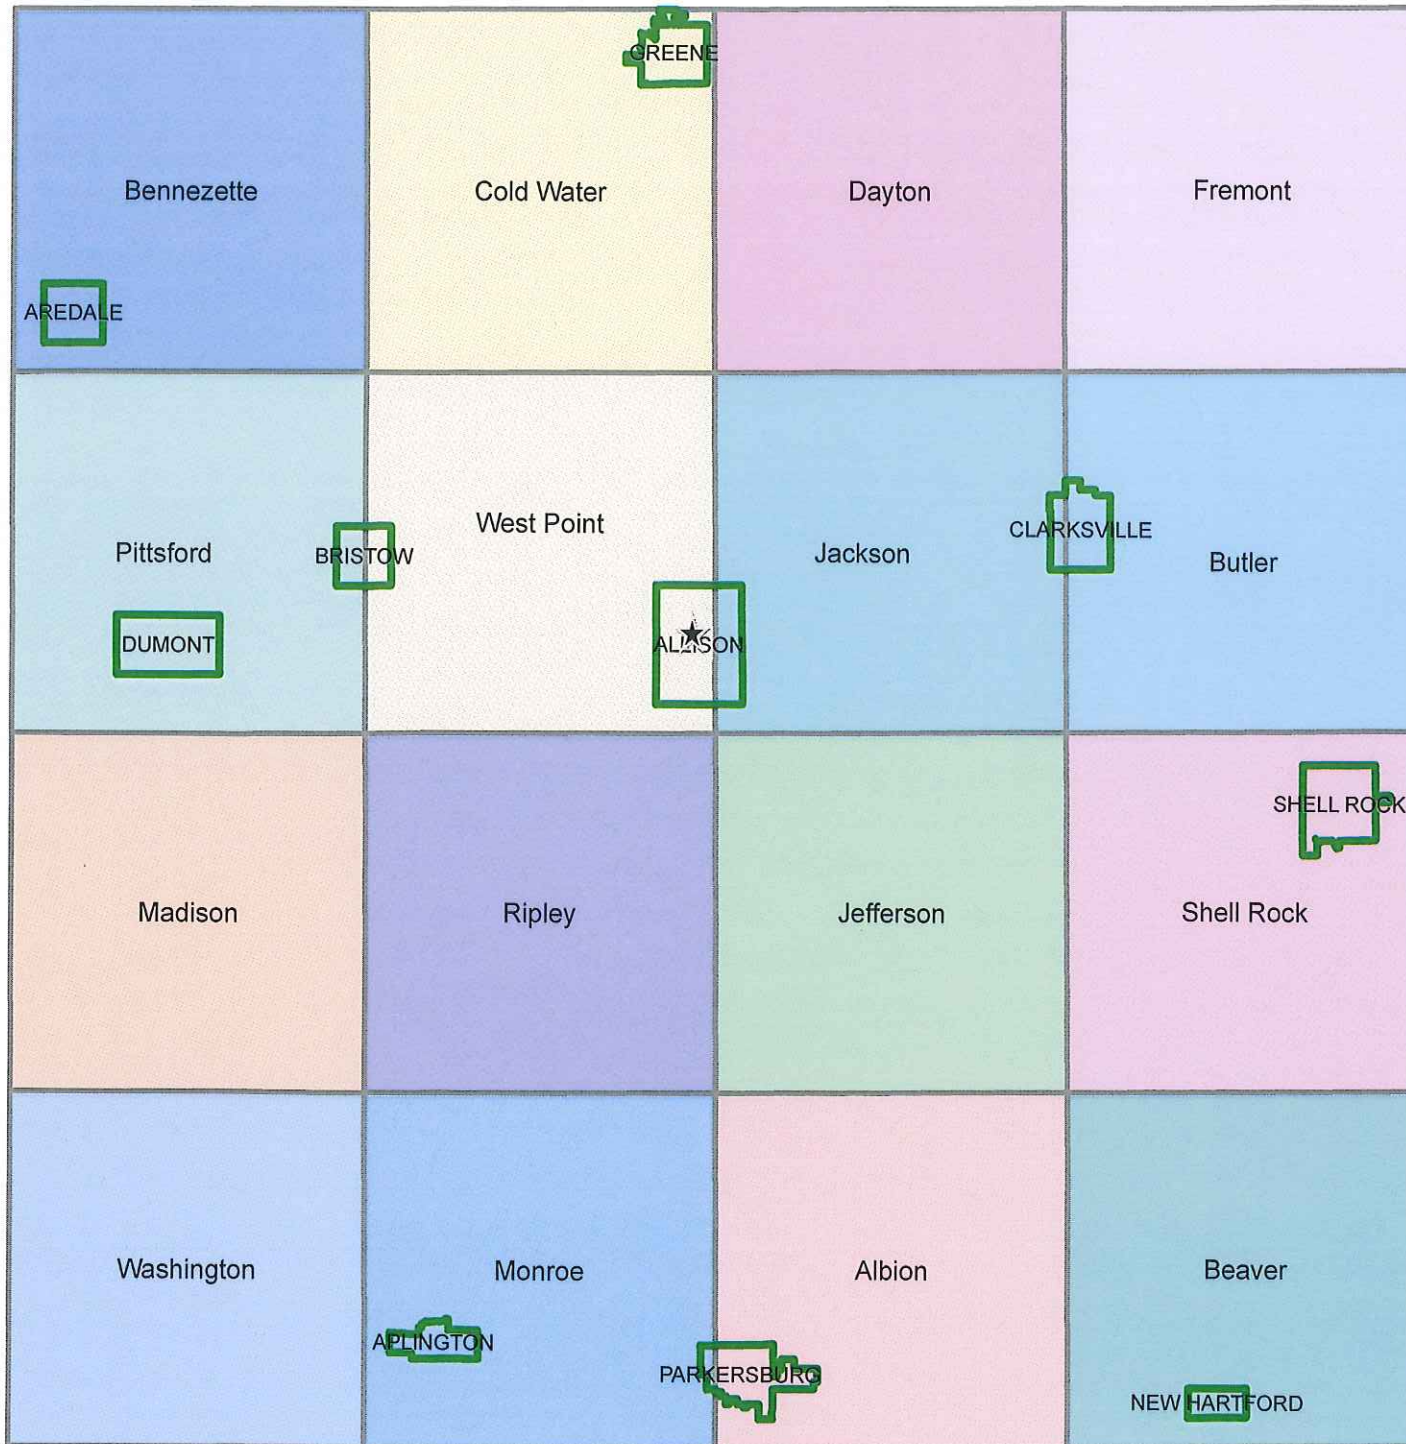 GREENE
Bennezette
Cold Water
Dayton
Fremont
AREDALE
West Point
CLARKSVILLE
Pittsford
BRISTOW
Jackson
Butler
DUMONT
ALLISON
SHELL ROCK
Madison
Ripley
Jefferson
Shell Rock
Washington
Monroe
Albion
Beaver
APLINGTON
PARKERSBURG
NEW HARTFORD